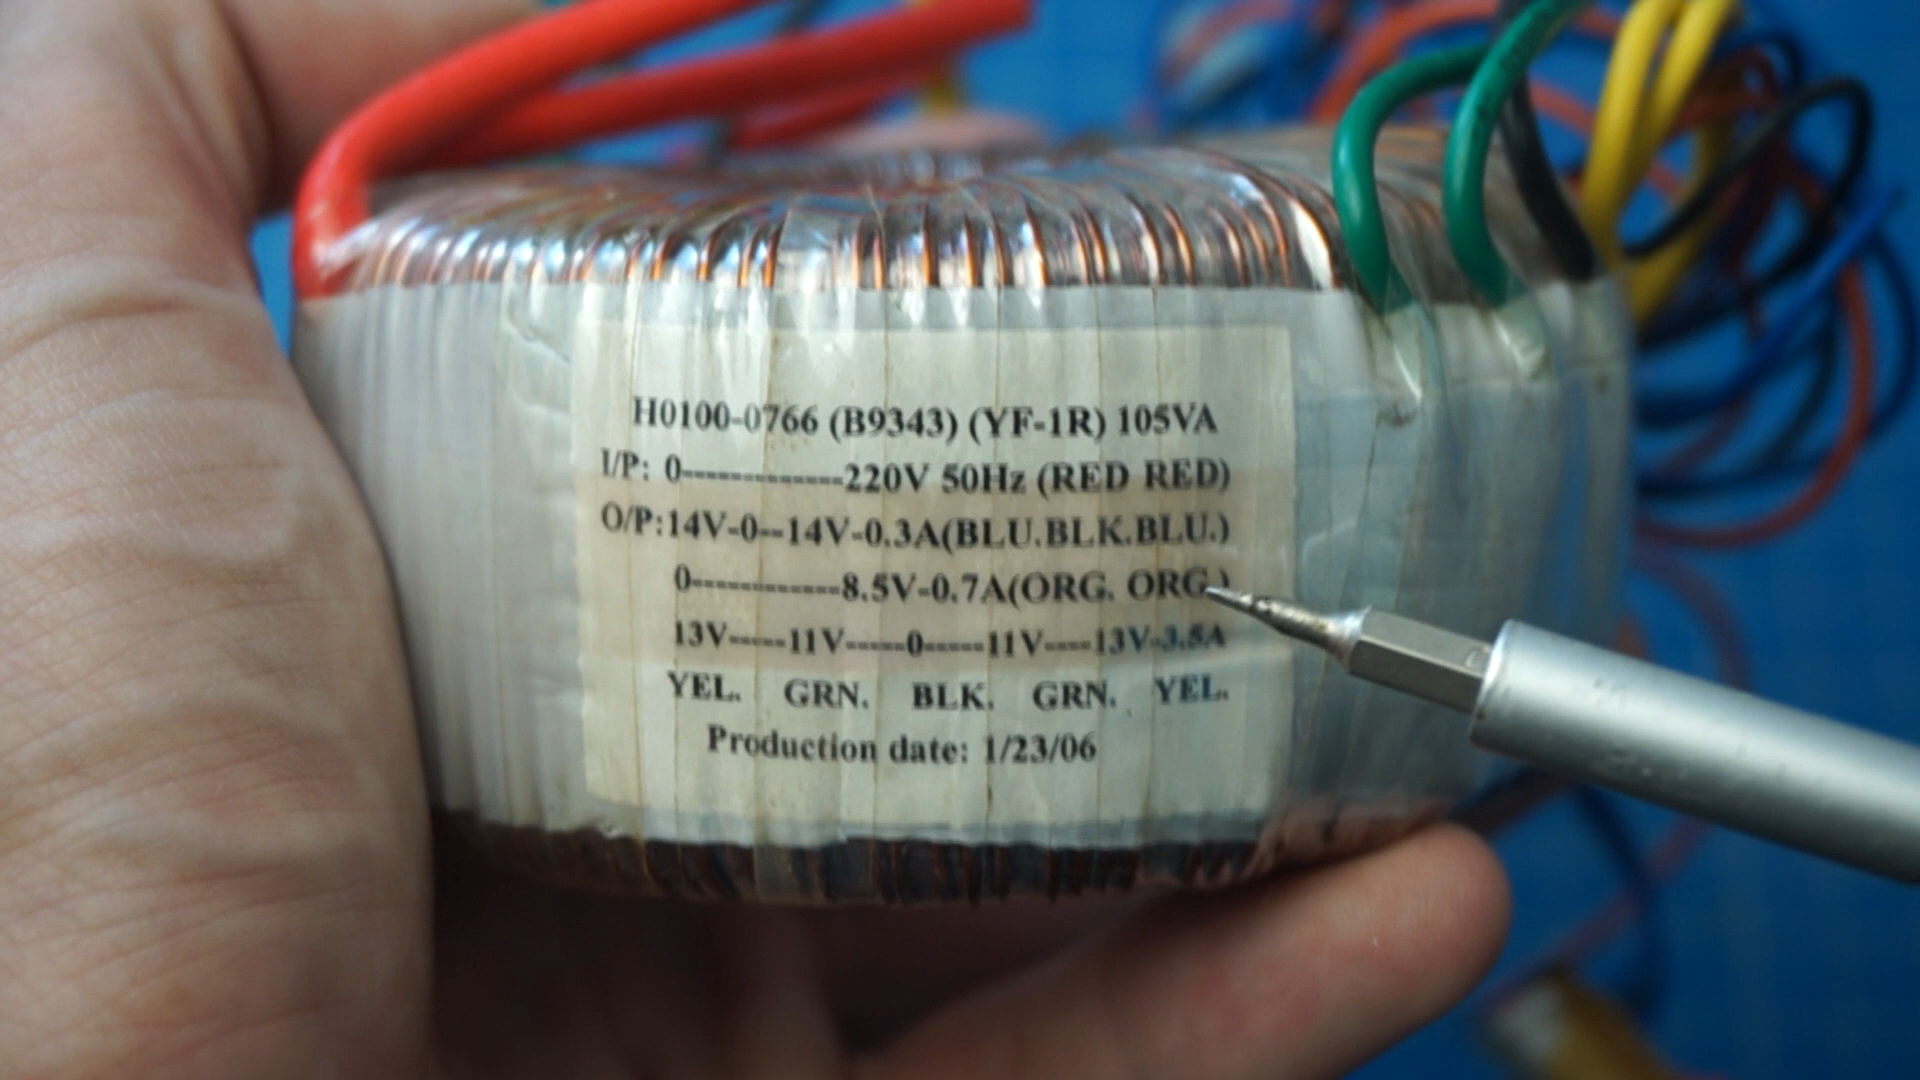 H0100-0766 (B9343) (YF-1R) 105VA
I/P: 0-------------220V 50Hz (RED RED)
O/P:14V-0--14V-0.3A(BLU.BLK.BLU.)
0------------8.5V-0.7A(ORG. ORG.)
13V-----11V-----0-----11V----13V-3.5A
YEL. GRN. BLK. GRN. YEL.
Production date: 1/23/06